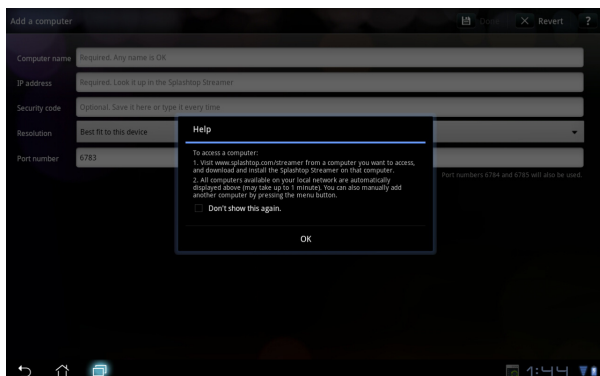 Add a computer
Done
Revert
?
Computer name
Required. Any name is OK
IP address
Required. Look it up in the Splashtop Streamer
Security code
Optional. Save it here or type it every time
Resolution
Best fit to this device
Port number
6783
Port numbers 6784 and 6785 will also be used.
Help
To access a computer:
1. Visit www.splashtop.com/streamer from a computer you want to access,
and download and install the Splashtop Streamer on that computer.
2. All computers available on your local network are automatically
displayed above (may take up to 1 minute). You can also manually add
another computer by pressing the menu button.
Don't show this again.
OK
1:44